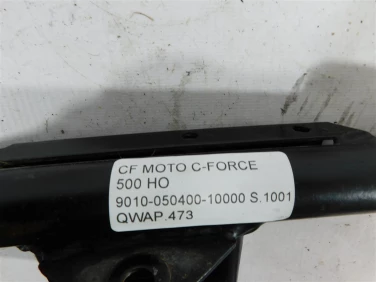 CF MOTO C-FORCE
500 HO
9010-050400-10000 S.1001
QWAP.473